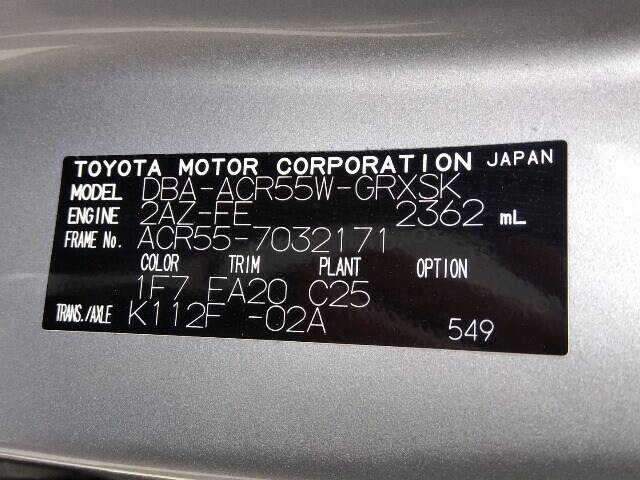 TOYOTA MOTOR CORPORATION JAPAN
MODEL DBA-ACR55W-GRXSK
ENGINE 2AZ-FE 2362 mL
FRAME No. ACR55-7032171
COLOR TRIM PLANT OPTION
1F7 FA20 C25
TRANS./AXLE K112F -02A
549